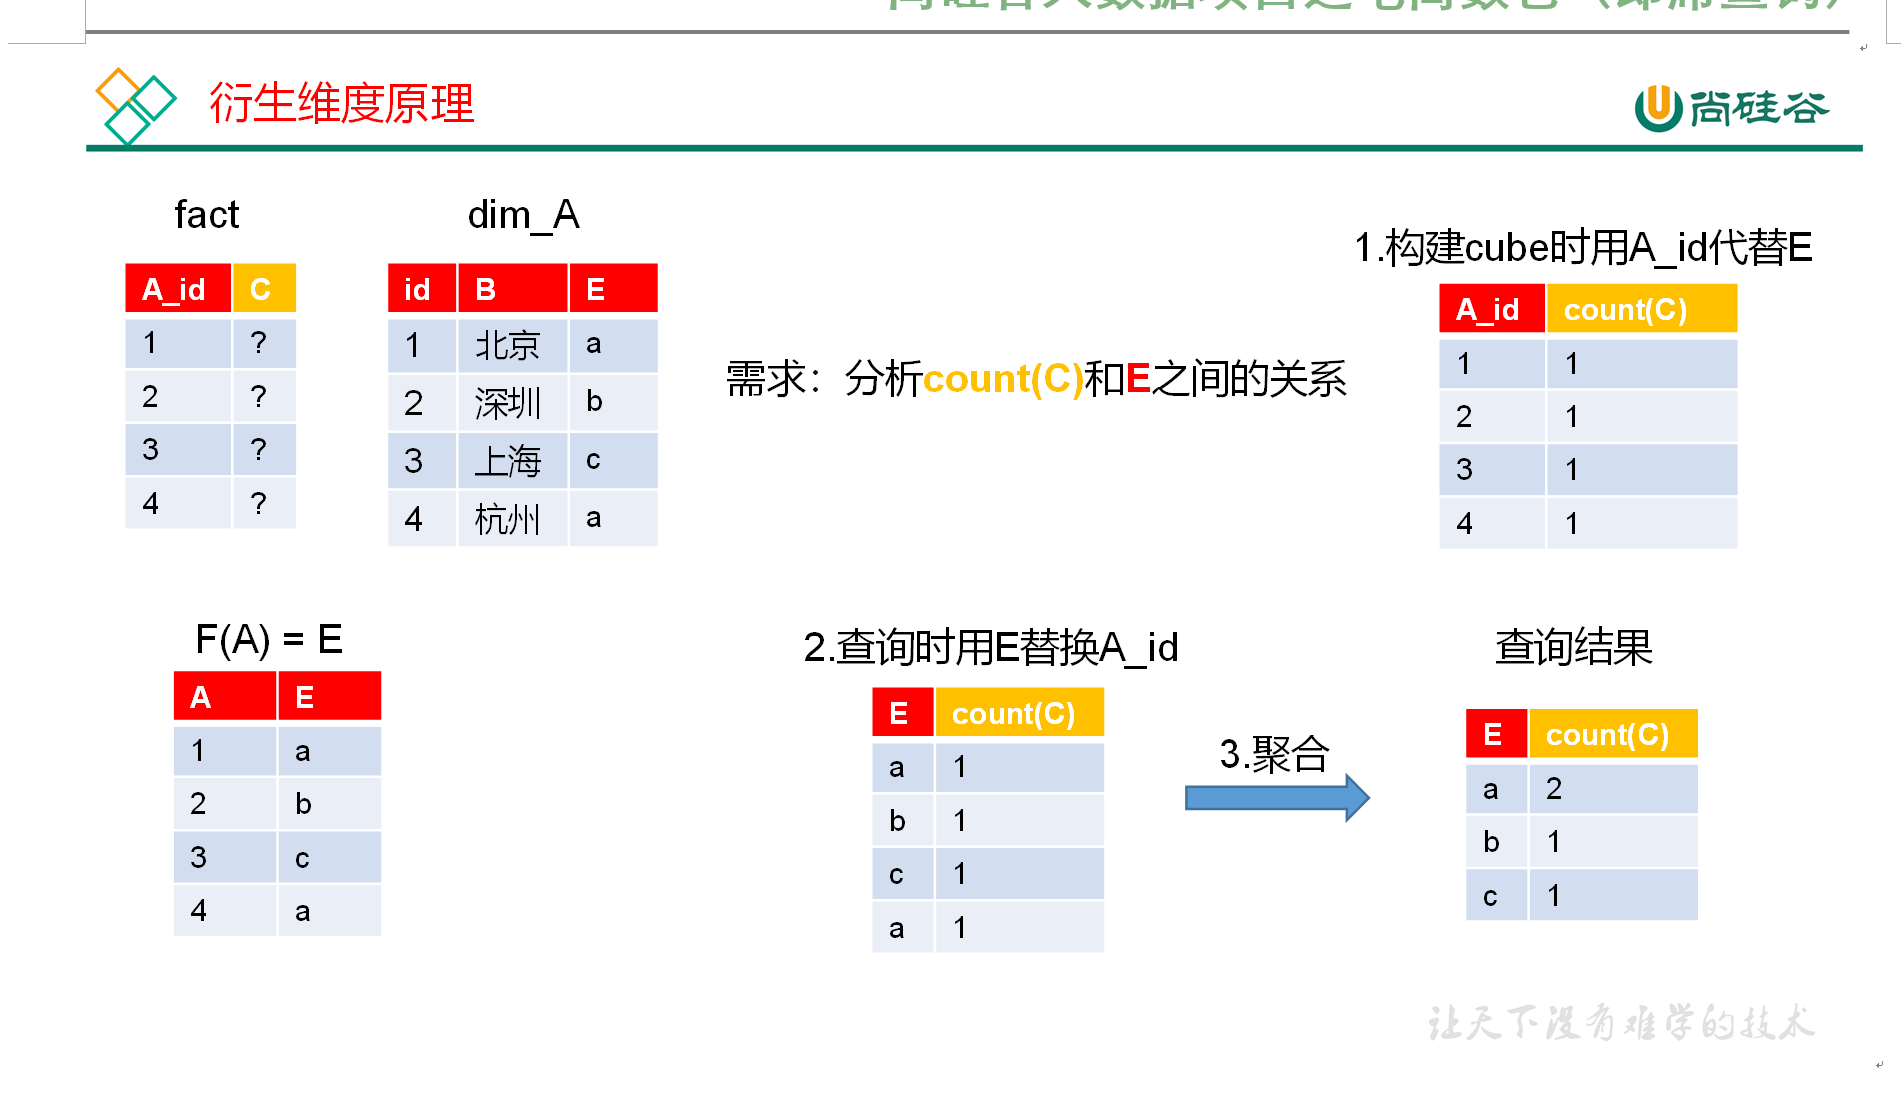 衍生维度原理
尚硅谷
fact
A_id C
1 ?
2 ?
3 ?
4 ?
dim_A
id B E
1 北京 a
2 深圳 b
3 上海 c
4 杭州 a
需求：分析count(C)和E之间的关系
1.构建cube时用A_id代替E
A_id count(C)
1 1
2 1
3 1
4 1
F(A) = E
A E
1 a
2 b
3 c
4 a
2.查询时用E替换A_id
E count(C)
a 1
b 1
c 1
a 1
3.聚合
查询结果
E count(C)
a 2
b 1
c 1
让天下没有难学的技术